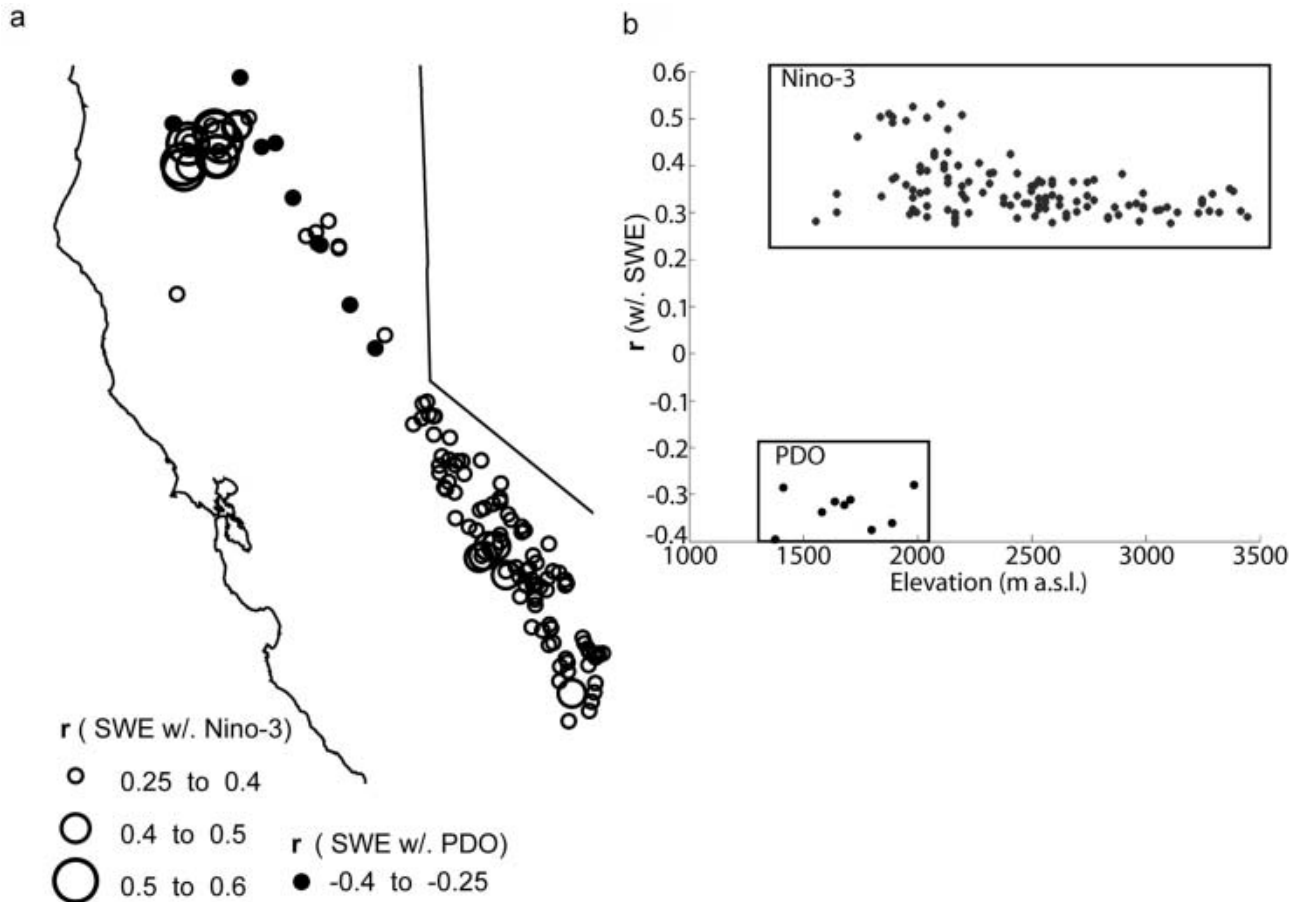 a
r ( SWE w/. Nino-3)
0.25 to 0.4
0.4 to 0.5
0.5 to 0.6
r ( SWE w/. PDO)
-0.4 to -0.25
b
Nino-3
PDO
r (w/. SWE)
0.6
0.5
0.4
0.3
0.2
0.1
0
-0.1
-0.2
-0.3
-0.4
1000 1500 2000 2500 3000 3500
Elevation (m a.s.l.)